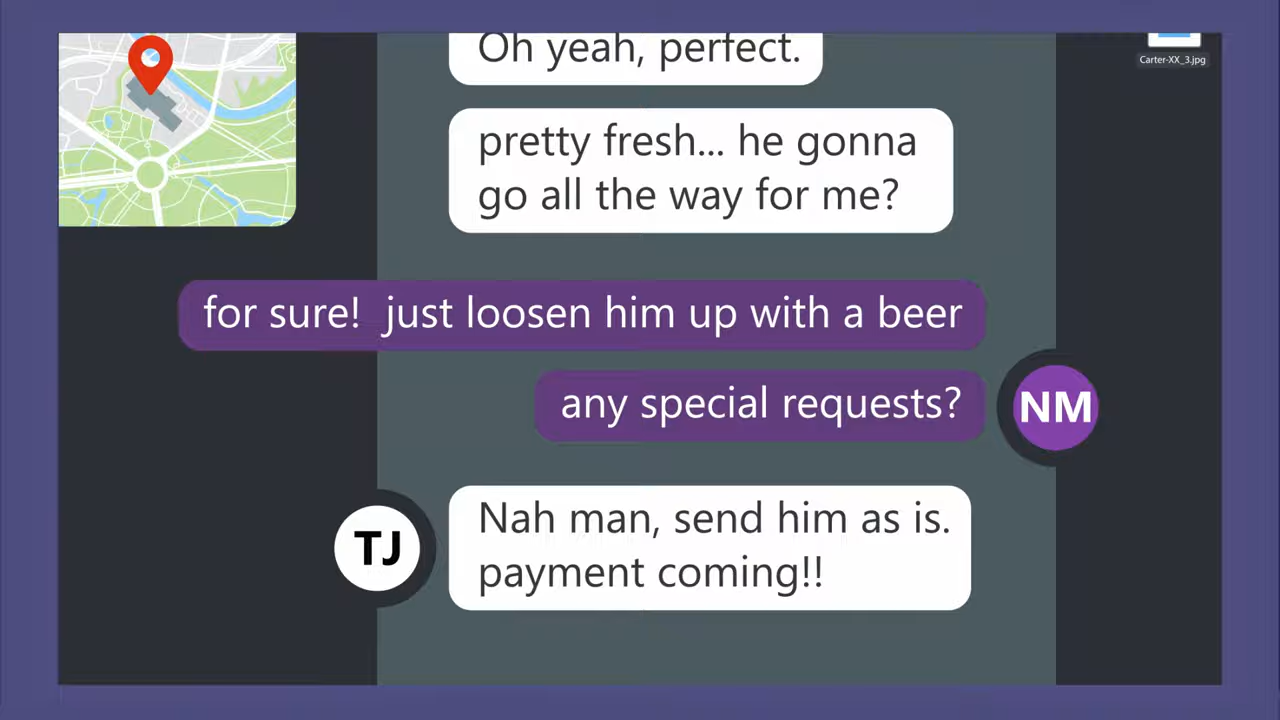 Oh yeah, perfect.
Carter-XX_3.jpg
pretty fresh... he gonna
go all the way for me?
for sure!  just loosen him up with a beer
any special requests?
NM
TJ
Nah man, send him as is.
payment coming!!